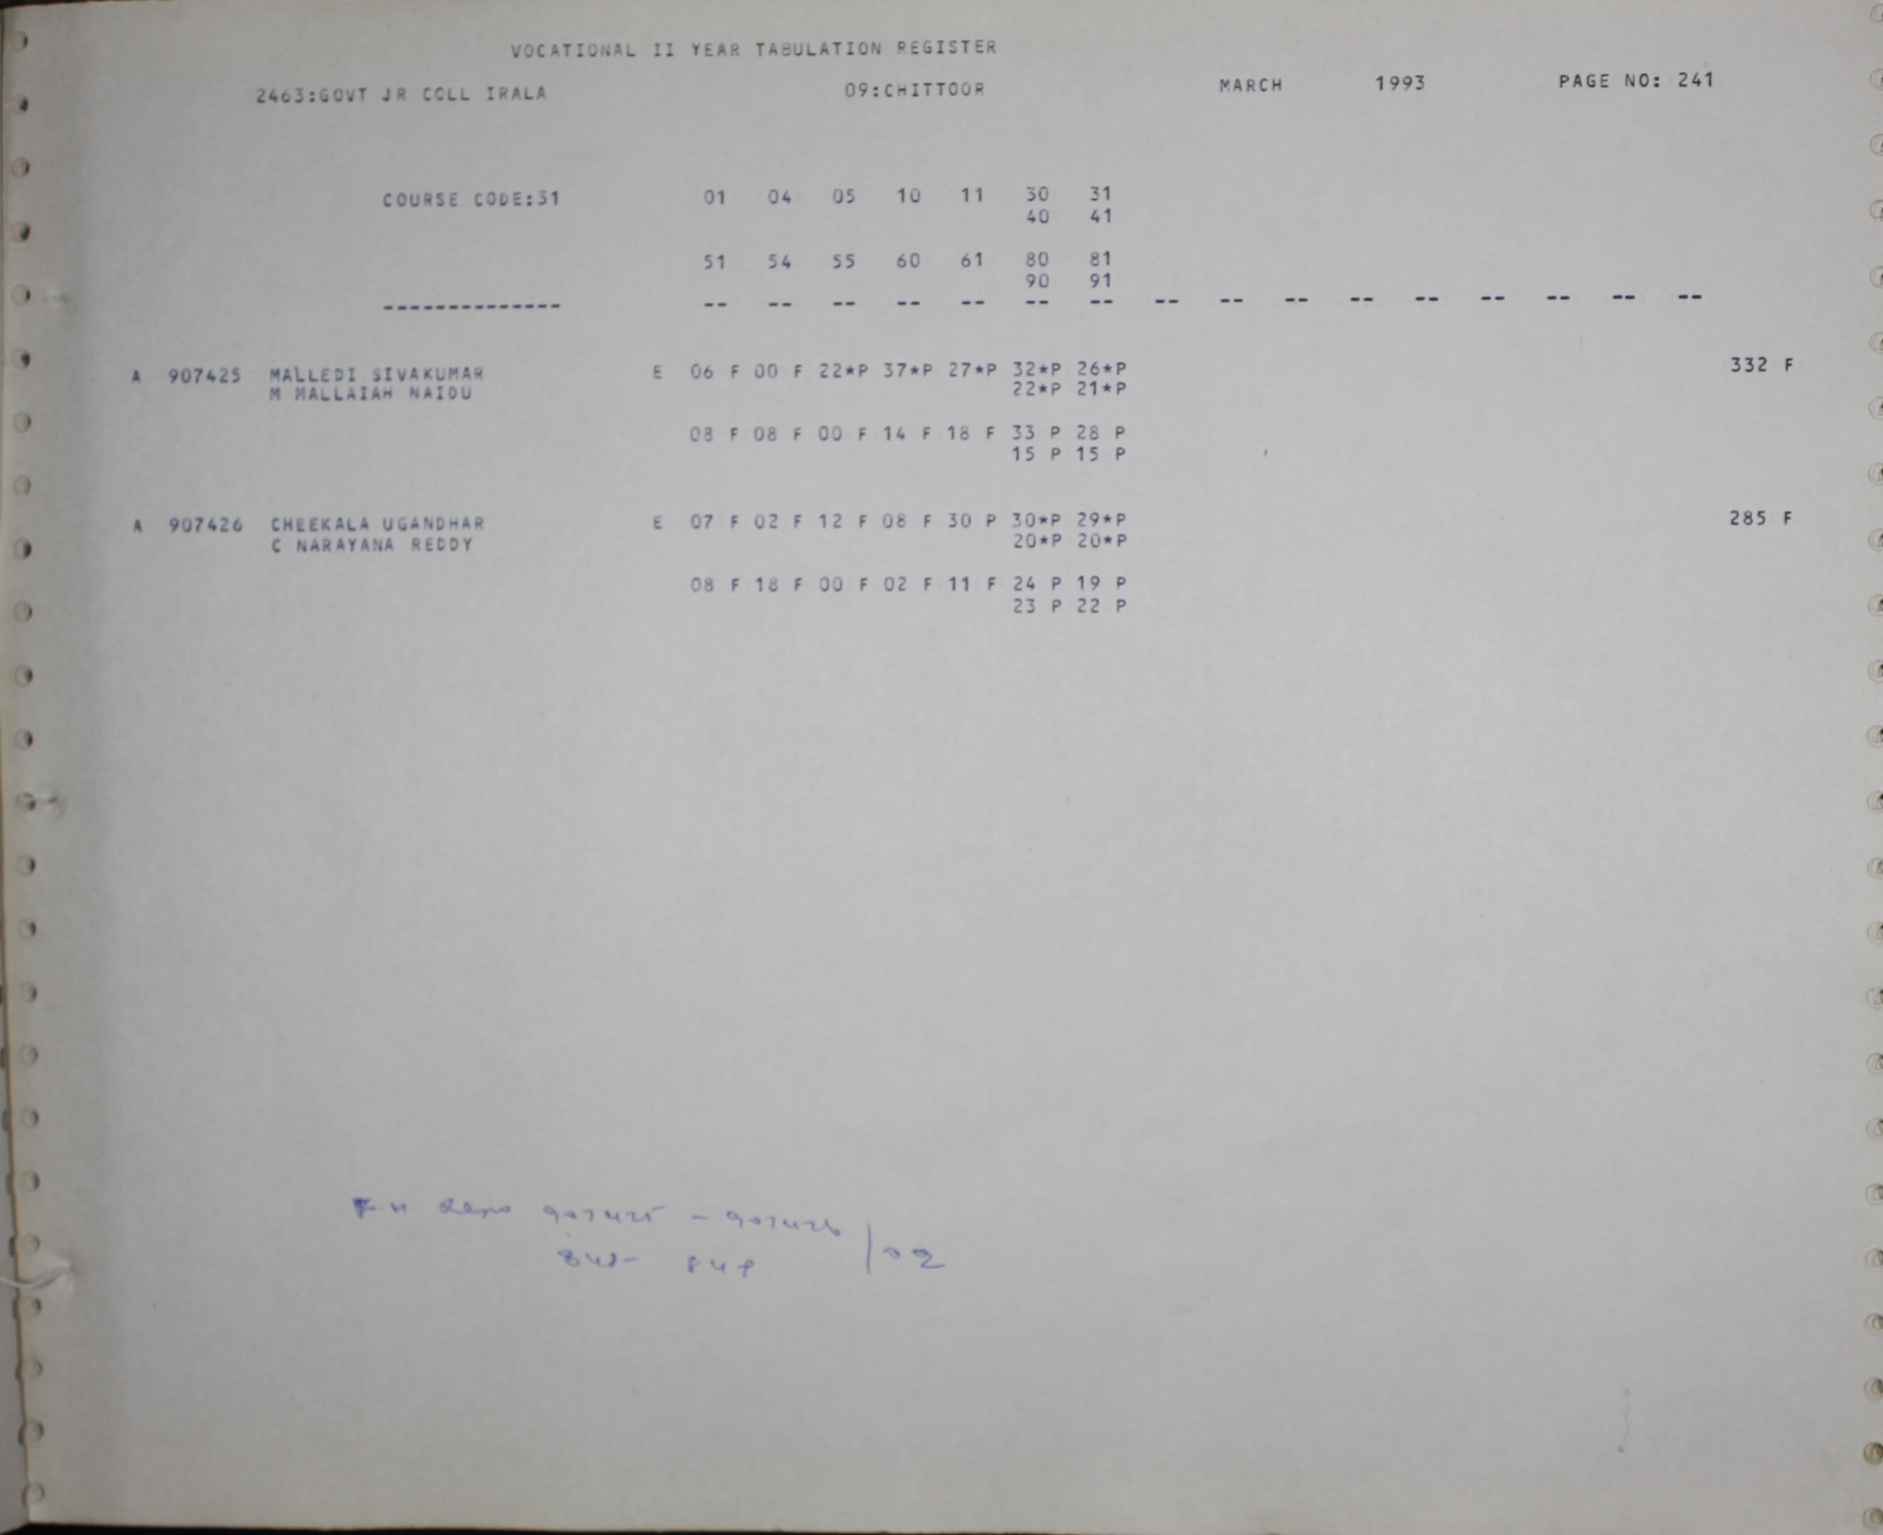 VOCATIONAL II YEAR TABULATION REGISTER
2463:GOVT JR COLL IRALA 09:CHITTOOR MARCH 1993 PAGE NO: 241
COURSE CODE:31 01 04 05 10 11 30 31
40 41
51 54 55 60 61 80 81
90 91
-------------- -- -- -- -- -- -- -- -- -- -- -- -- -- -- -- --
A 907425 MALLEDI SIVAKUMAR E 06 F 00 F 22*P 37*P 27*P 32*P 26*P 332 F
M MALLAIAH NAIDU 22*P 21*P
08 F 08 F 00 F 14 F 18 F 33 P 28 P
15 P 15 P
A 907426 CHEEKALA UGANDHAR E 07 F 02 F 12 F 08 F 30 P 30*P 29*P 285 F
C NARAYANA REDDY 20*P 20*P
08 F 18 F 00 F 02 F 11 F 24 P 19 P
23 P 22 P
907425 - 907426
/02